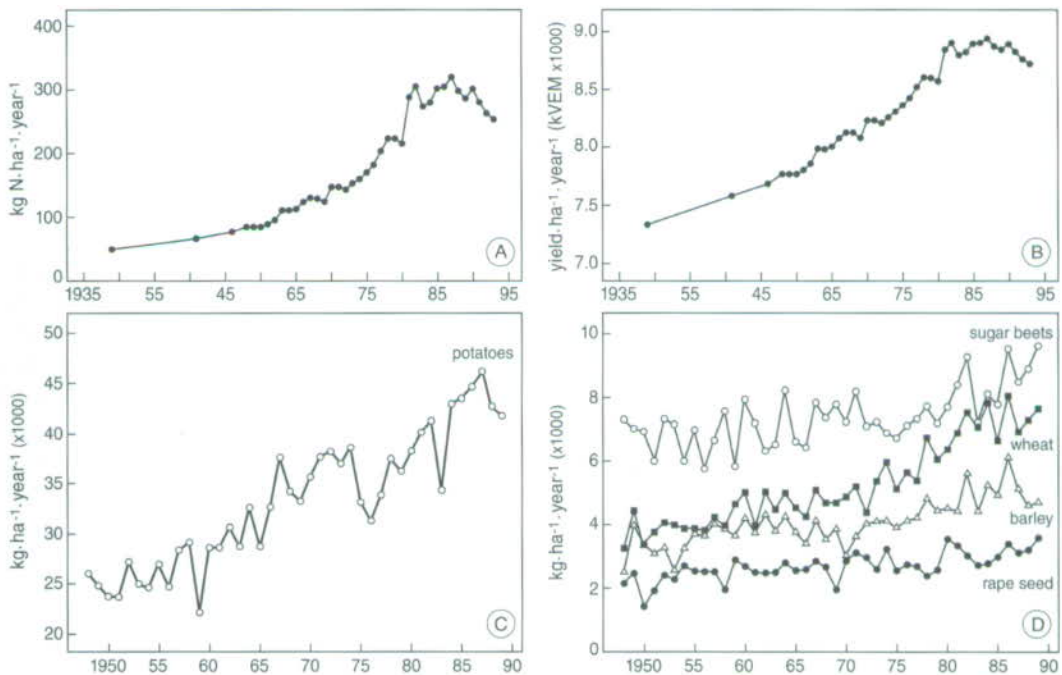 400
300
200
100
0
kg N·ha⁻¹·year⁻¹
A
1935 55 45 65 75 85 95
9.0
8.5
8.0
7.5
7.0
yield·ha⁻¹·year⁻¹ (kVEM x1000)
B
1935 55 45 65 75 85 95
50
45
40
35
30
25
20
kg·ha⁻¹·year⁻¹ (x1000)
potatoes
C
1950 55 60 65 70 75 80 85 90
10
8
6
4
2
0
kg·ha⁻¹·year⁻¹ (x1000)
sugar beets
wheat
barley
rape seed
D
1950 55 60 65 70 75 80 85 90